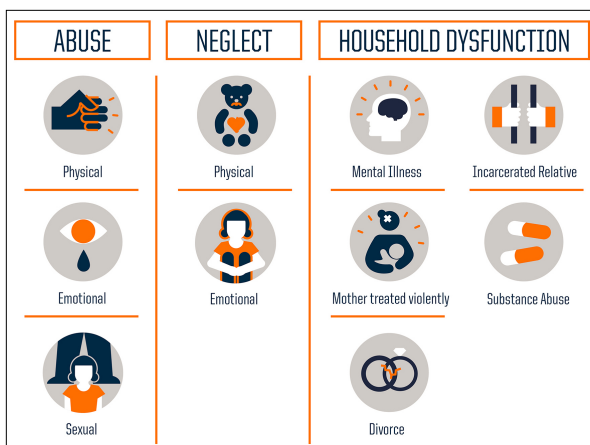 ABUSE
NEGLECT
HOUSEHOLD DYSFUNCTION
Physical
Physical
Mental Illness
Incarcerated Relative
Emotional
Emotional
Mother treated violently
Substance Abuse
Sexual
Divorce